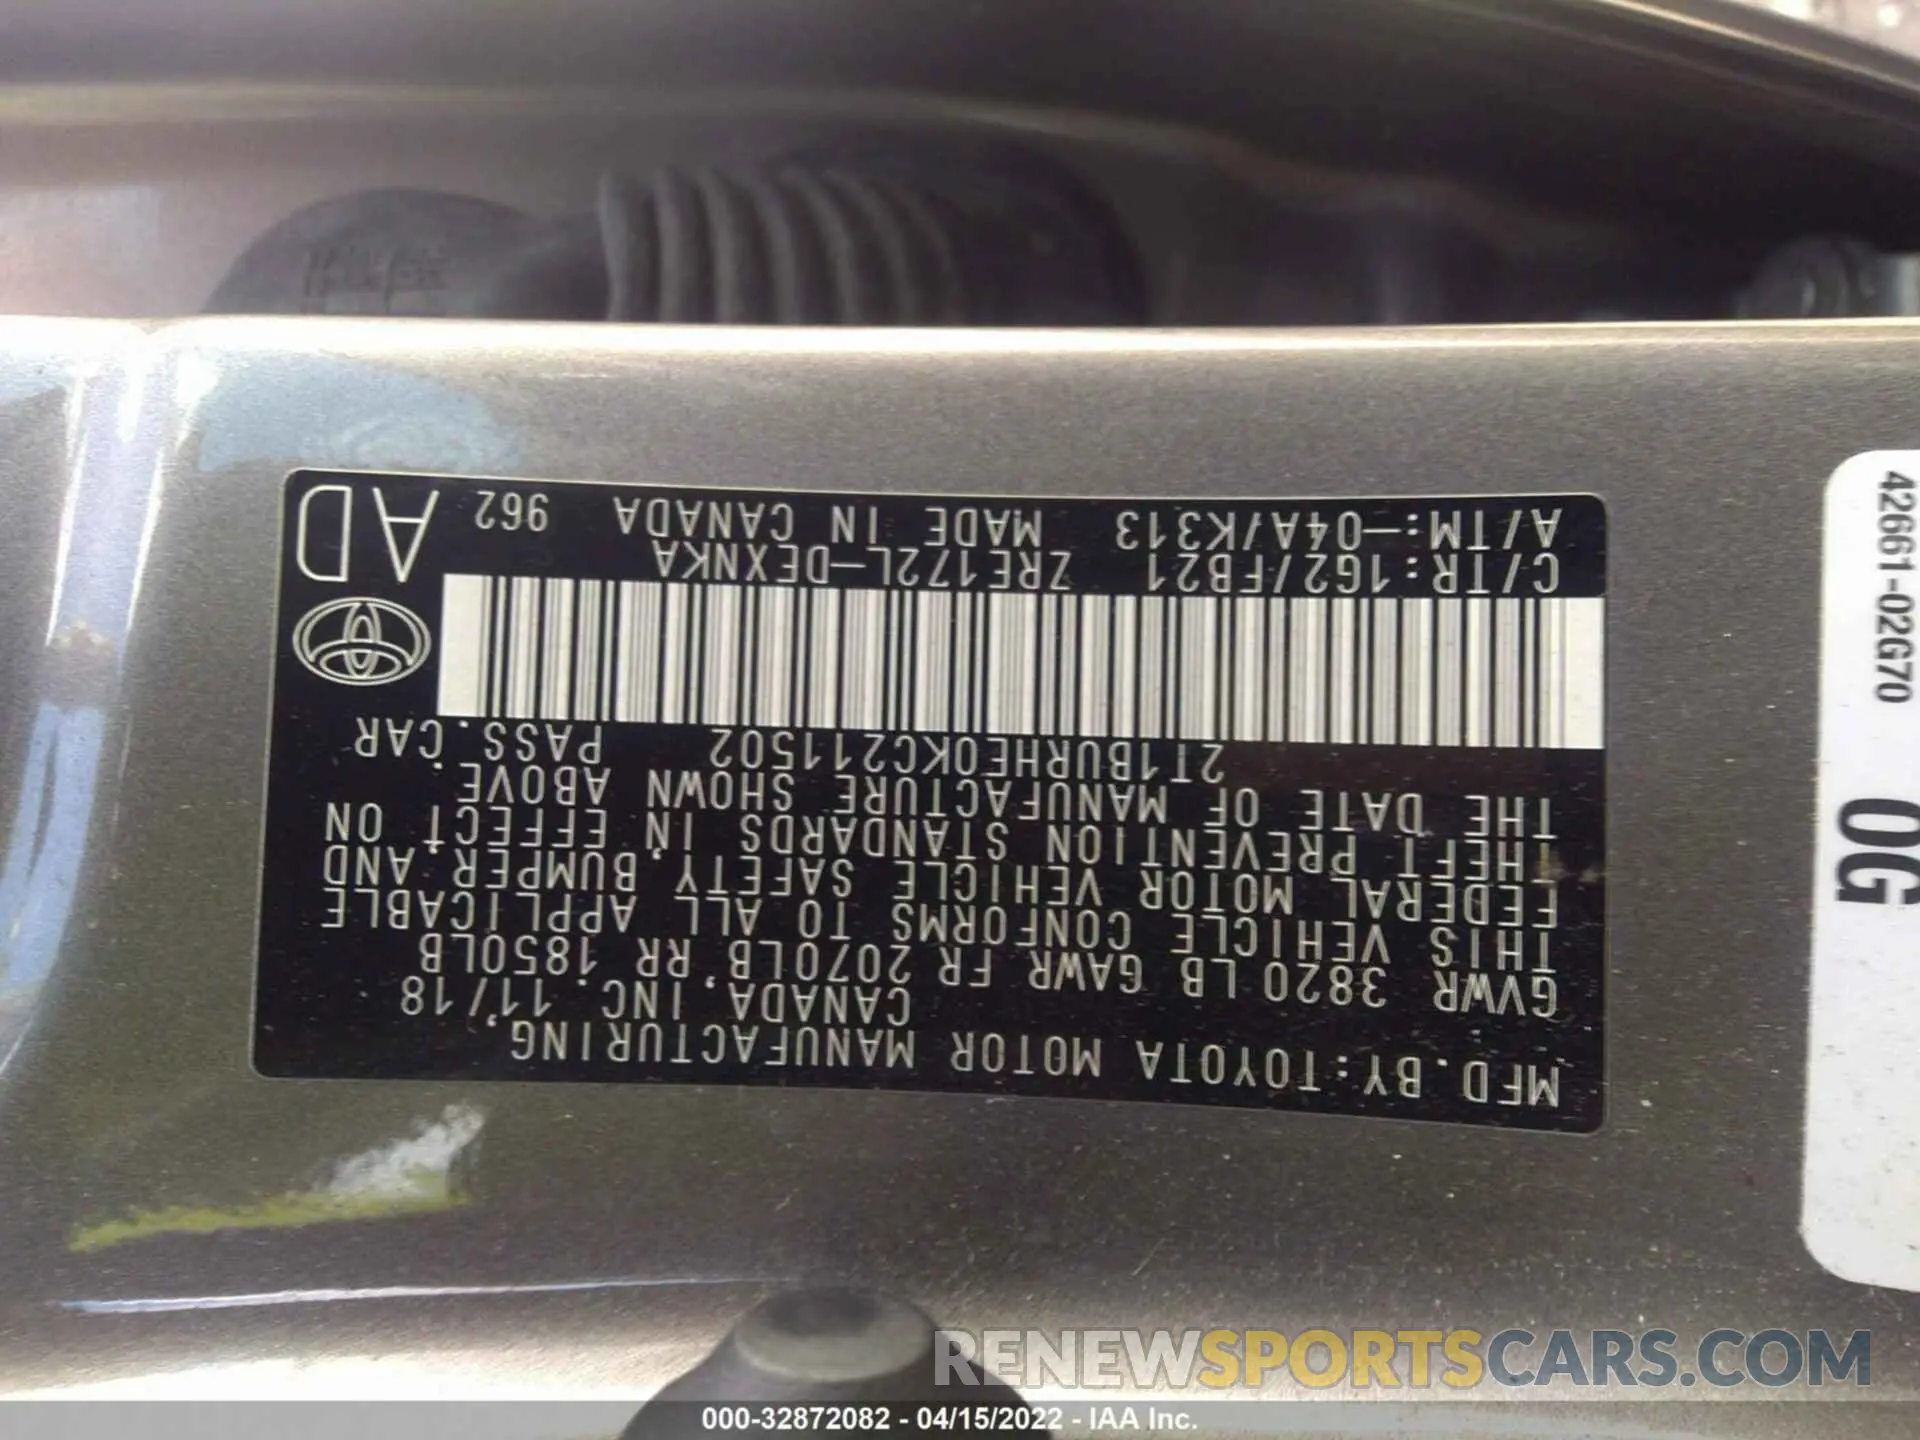 MFD.BY:TOYOTA MOTOR MANUFACTURING,
CANADA, INC. 11/18
GVWR 3820 LB GAWR FR 2070LB, RR 1850LB
THIS VEHICLE CONFORMS TO ALL APPLICABLE
FEDERAL MOTOR VEHICLE SAFETY, BUMPER, AND
THEFT PREVENTION STANDARDS IN EFFECT ON
THE DATE OF MANUFACTURE SHOWN ABOVE.
2T1BURHE0KC211502 PASS.CAR
C/TR:1G2/FB21 ZRE172L-DEXNKA
A/TM:-04A/K313 MADE IN CANADA 962
AD
42661-02G70
0G
RENEWSPORTSCARS.COM
000-32872082 - 04/15/2022 - IAA Inc.